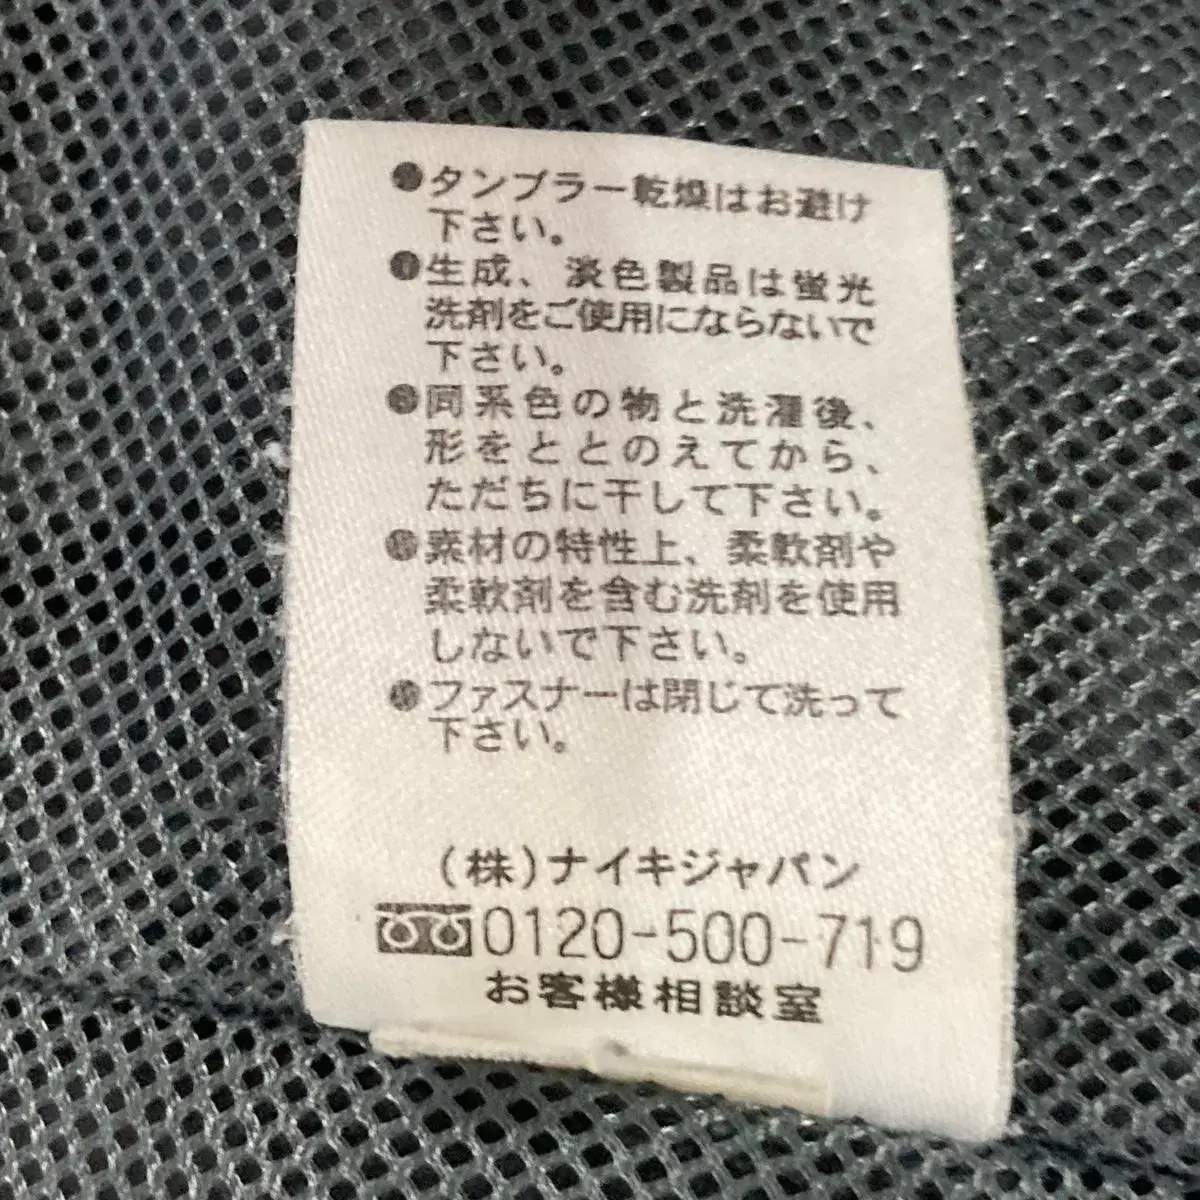 ●タンブラー乾燥はお避け
下さい。
●生成、淡色製品は蛍光
洗剤をご使用にならないで
下さい。
●同系色の物と洗濯後、
形をととのえてから、
ただちに干して下さい。
●素材の特性上、柔軟剤や
柔軟剤を含む洗剤を使用
しないで下さい。
●ファスナーは閉じて洗って
下さい。
(株)ナイキジャパン
0120-500-719
お客様相談室